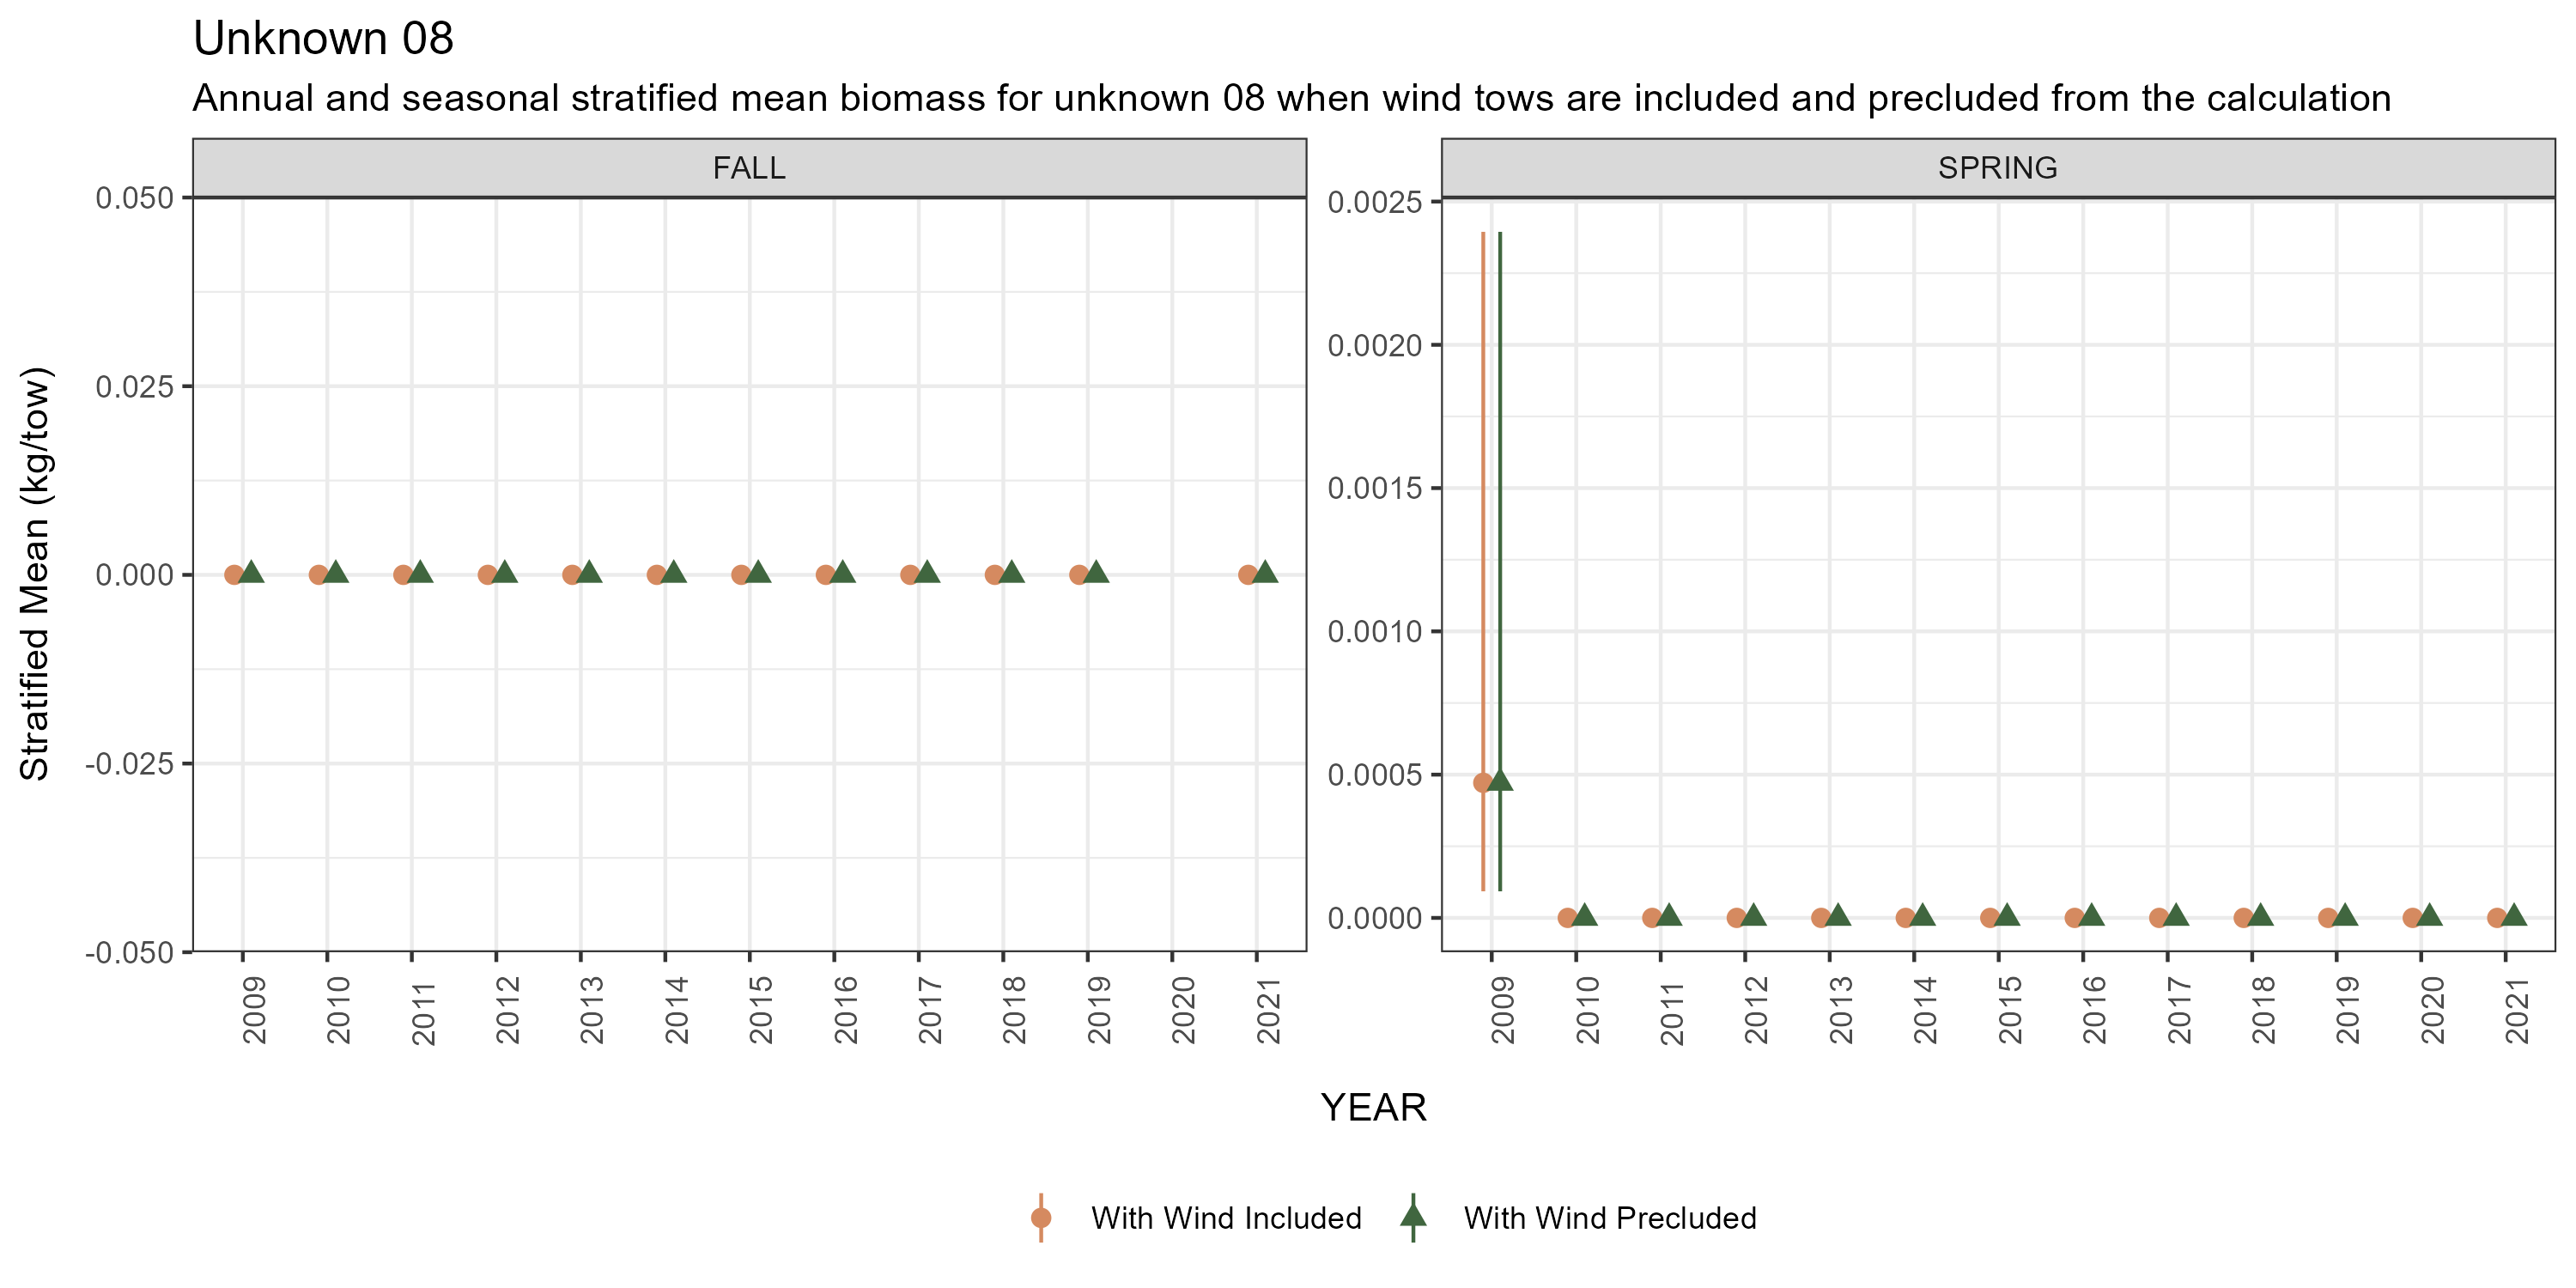 Unknown 08
Annual and seasonal stratified mean biomass for unknown 08 when wind tows are included and precluded from the calculation
FALL
SPRING
Stratified Mean (kg/tow)
0.050
0.025
0.000
-0.025
-0.050
0.0025
0.0020
0.0015
0.0010
0.0005
0.0000
2009 2010 2011 2012 2013 2014 2015 2016 2017 2018 2019 2020 2021
2009 2010 2011 2012 2013 2014 2015 2016 2017 2018 2019 2020 2021
YEAR
With Wind Included With Wind Precluded